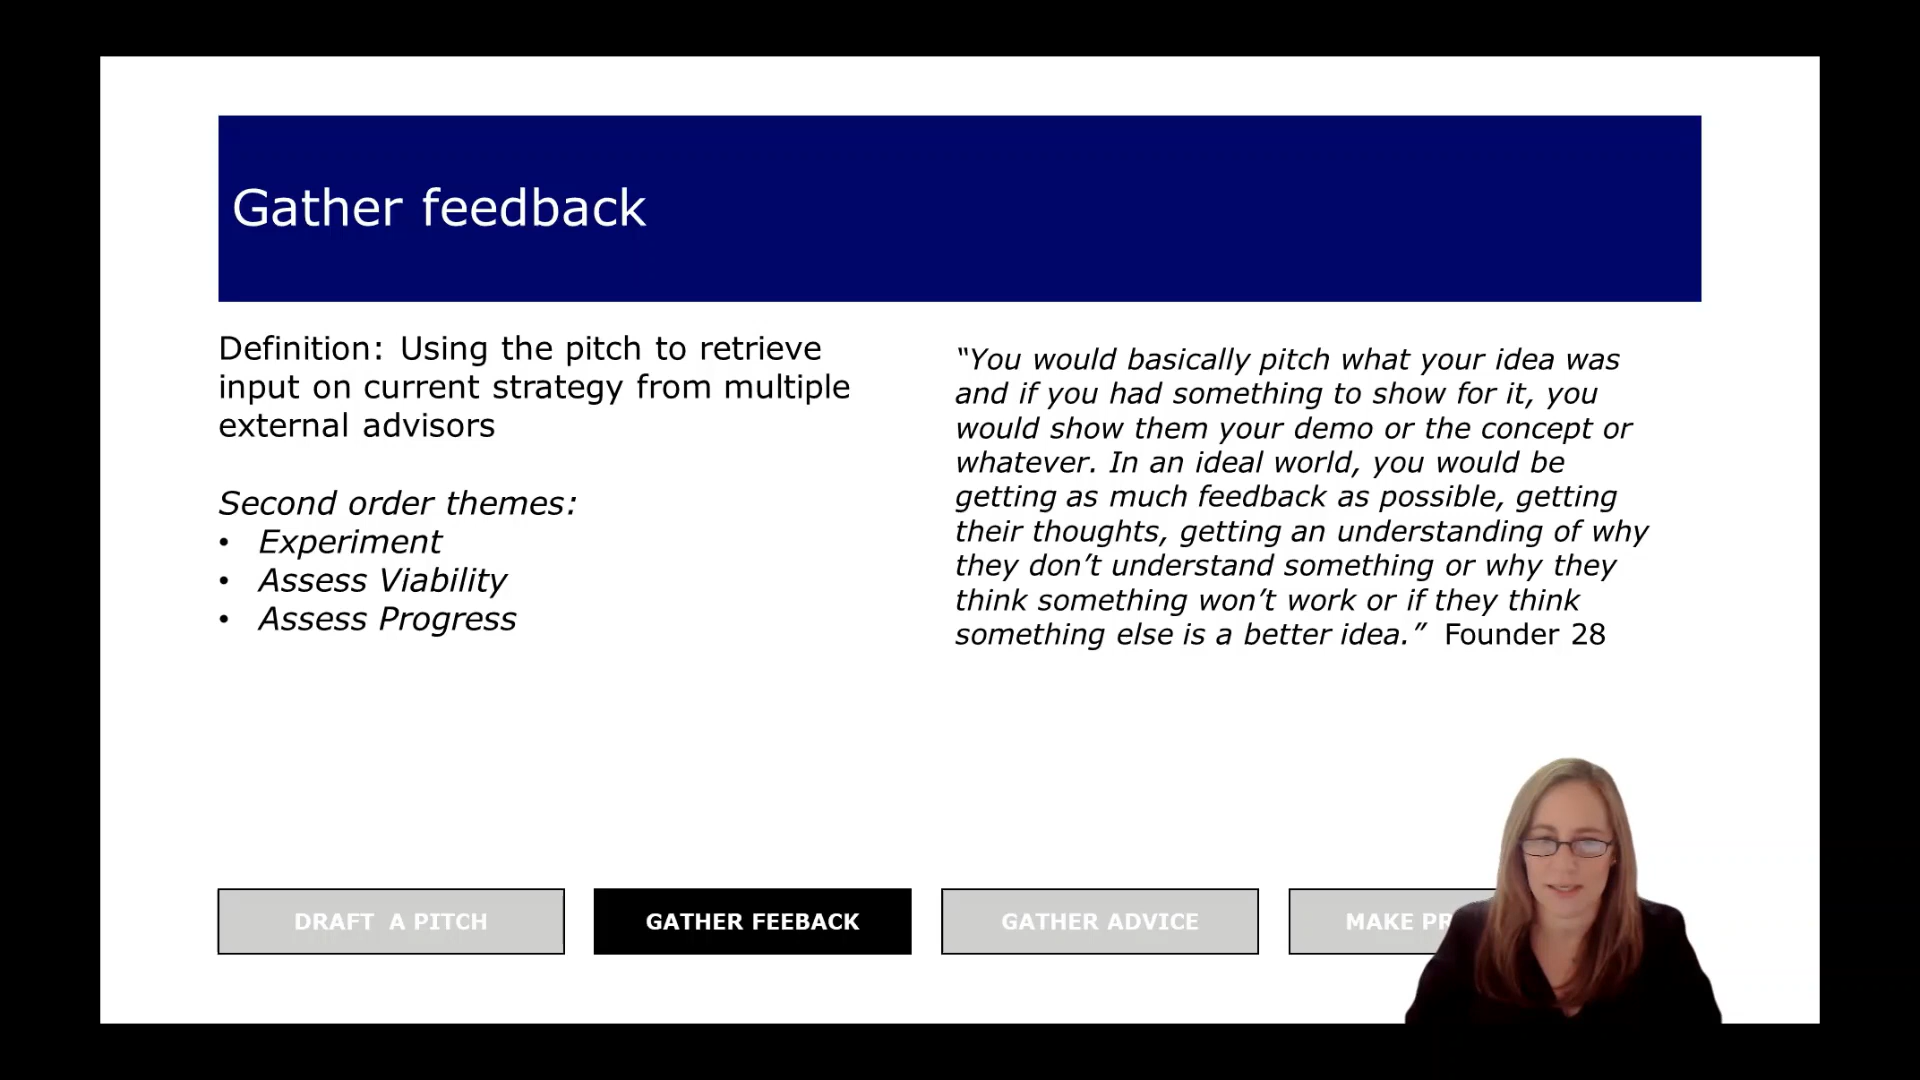 Gather feedback
Definition: Using the pitch to retrieve
input on current strategy from multiple
external advisors
Second order themes:
• Experiment
• Assess Viability
• Assess Progress
“You would basically pitch what your idea was
and if you had something to show for it, you
would show them your demo or the concept or
whatever. In an ideal world, you would be
getting as much feedback as possible, getting
their thoughts, getting an understanding of why
they don’t understand something or why they
think something won’t work or if they think
something else is a better idea.” Founder 28
DRAFT A PITCH
GATHER FEEBACK
GATHER ADVICE
MAKE